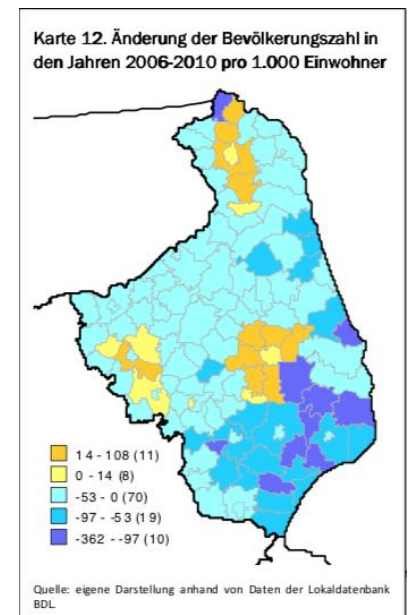 Karte 12. Änderung der Bevölkerungszahl in
den Jahren 2006-2010 pro 1.000 Einwohner
14 - 108 (11)
0 - 14 (8)
-53 - 0 (70)
-97 - -53 (19)
-362 - -97 (10)
Quelle: eigene Darstellung anhand von Daten der Lokaldatenbank
BDL.